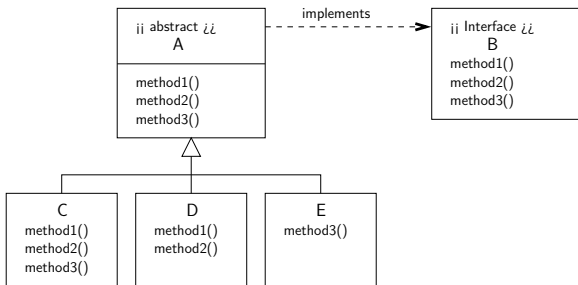 ¡¡ abstract ¿¿
A
method1()
method2()
method3()
implements
¡¡ Interface ¿¿
B
method1()
method2()
method3()
C
method1()
method2()
method3()
D
method1()
method2()
E
method3()